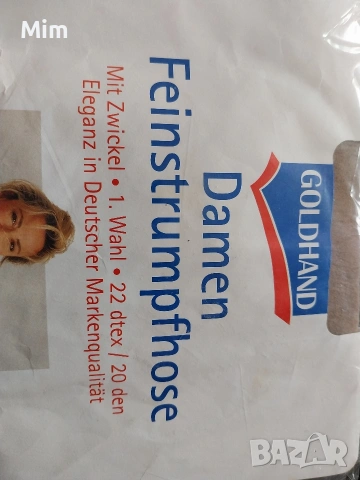 Mim
GOLDHAND
Damen
Feinstrumpfhose
Mit Zwickel • 1. Wahl • 22 dtex / 20 den
Eleganz in Deutscher Markenqualität
BAZAR